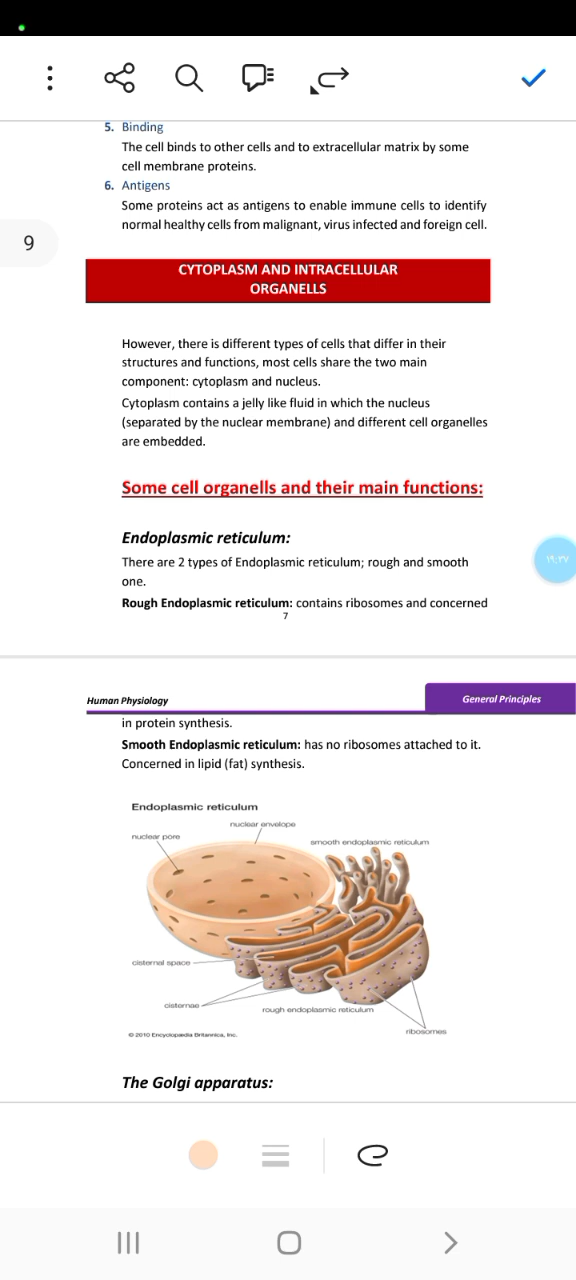 5. Binding
The cell binds to other cells and to extracellular matrix by some
cell membrane proteins.
6. Antigens
Some proteins act as antigens to enable immune cells to identify
normal healthy cells from malignant, virus infected and foreign cell.
9
CYTOPLASM AND INTRACELLULAR
ORGANELLS
However, there is different types of cells that differ in their
structures and functions, most cells share the two main
component: cytoplasm and nucleus.
Cytoplasm contains a jelly like fluid in which the nucleus
(separated by the nuclear membrane) and different cell organelles
are embedded.
Some cell organells and their main functions:
Endoplasmic reticulum:
There are 2 types of Endoplasmic reticulum; rough and smooth
one.
١٩:٢٧
Rough Endoplasmic reticulum: contains ribosomes and concerned
7
Human Physiology
General Principles
in protein synthesis.
Smooth Endoplasmic reticulum: has no ribosomes attached to it.
Concerned in lipid (fat) synthesis.
Endoplasmic reticulum
nuclear envelope
nuclear pore
smooth endoplasmic reticulum
cisternal space
cisternae
rough endoplasmic reticulum
ribosomes
© 2010 Encyclopædia Britannica, Inc.
The Golgi apparatus: